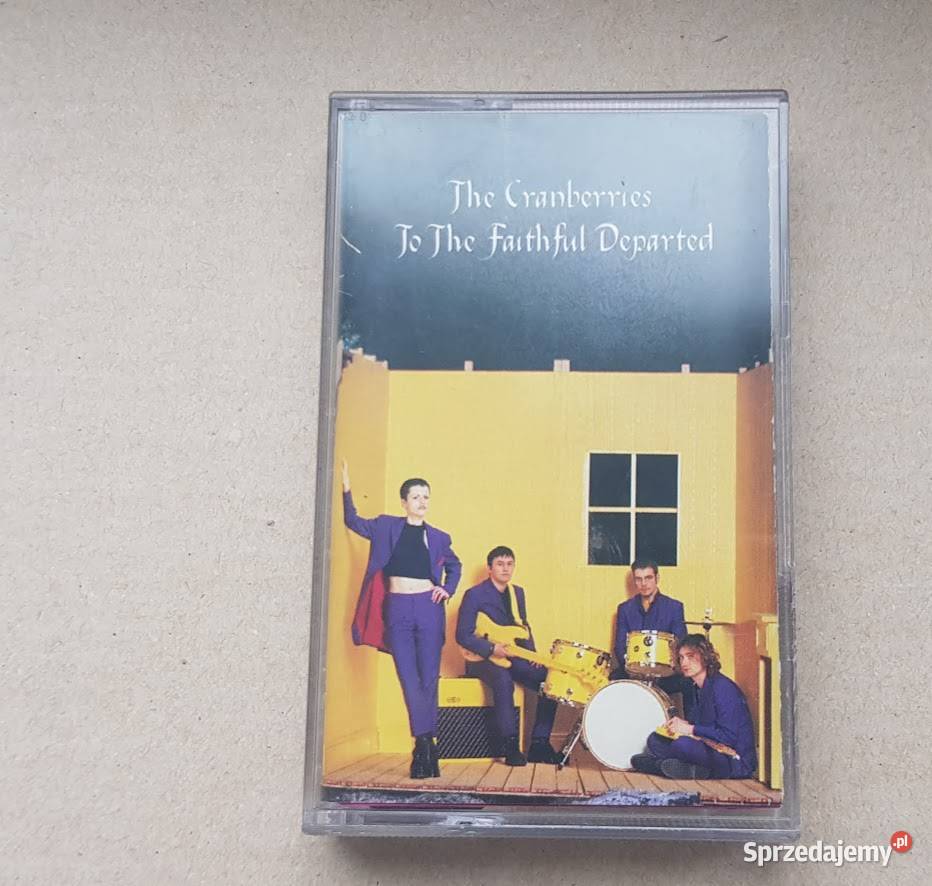 The Cranberries
To The Faithful Departed
Sprzedajemy.pl